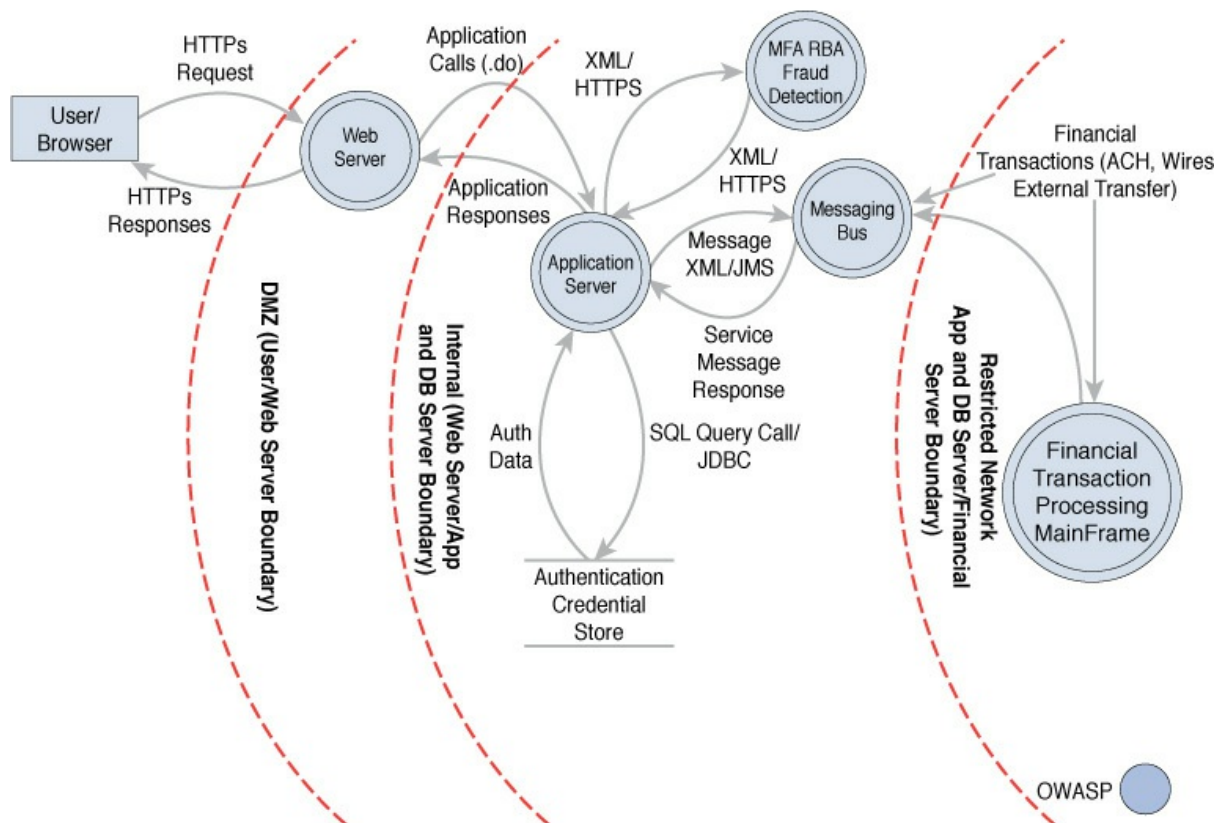 HTTPs
Request
User/
Browser
HTTPs
Responses
Web
Server
Application
Calls (.do)
Application
Responses
XML/
HTTPS
MFA RBA
Fraud
Detection
XML/
HTTPS
Application
Server
Message
XML/JMS
Messaging
Bus
Service
Message
Response
Financial
Transactions (ACH, Wires
External Transfer)
DMZ (User/Web Server Boundary)
Internal (Web Server/App
and DB Server Boundary)
Auth
Data
SQL Query Call/
JDBC
Authentication
Credential
Store
Restricted Network
App and DB Server/Financial
Server Boundary)
Financial
Transaction
Processing
MainFrame
OWASP